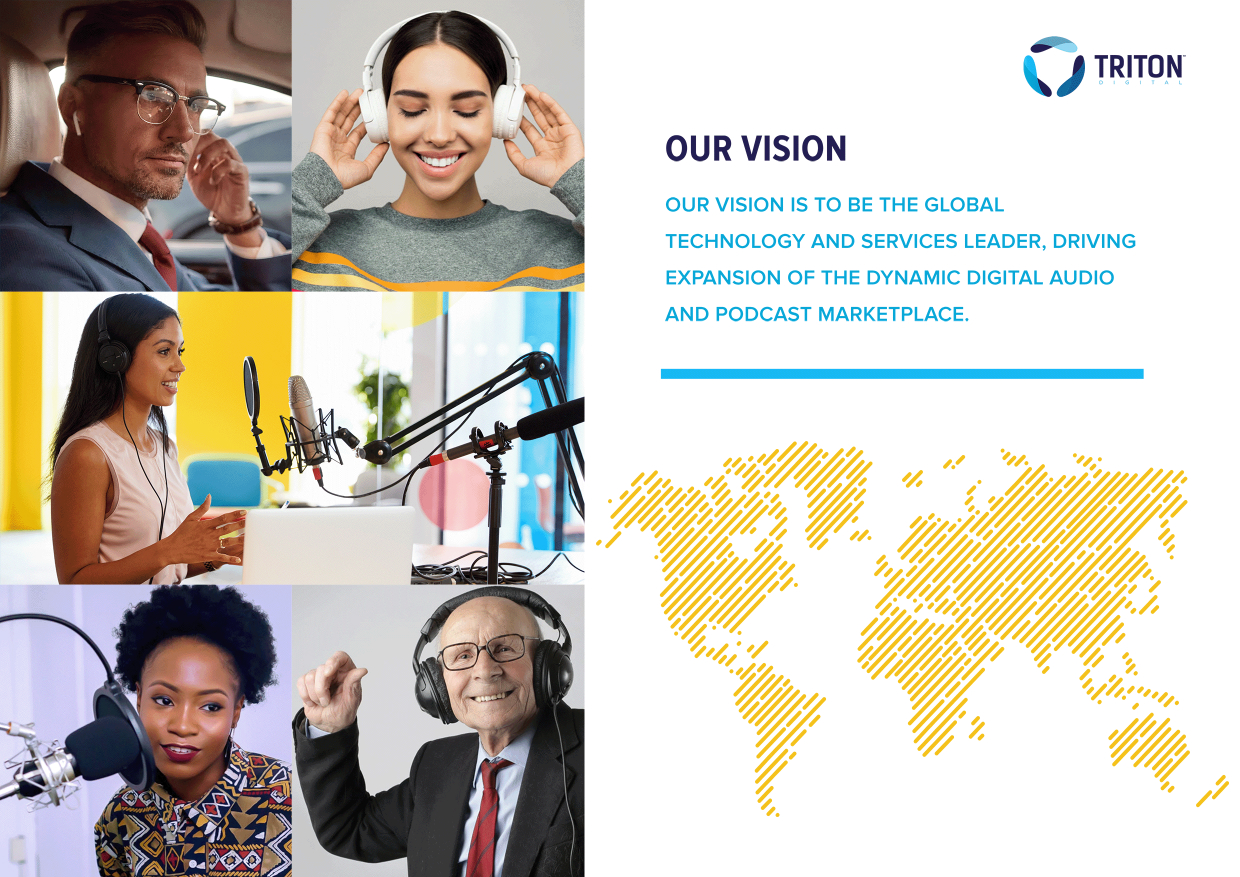 TRITON
DIGITAL
OUR VISION
OUR VISION IS TO BE THE GLOBAL
TECHNOLOGY AND SERVICES LEADER, DRIVING
EXPANSION OF THE DYNAMIC DIGITAL AUDIO
AND PODCAST MARKETPLACE.